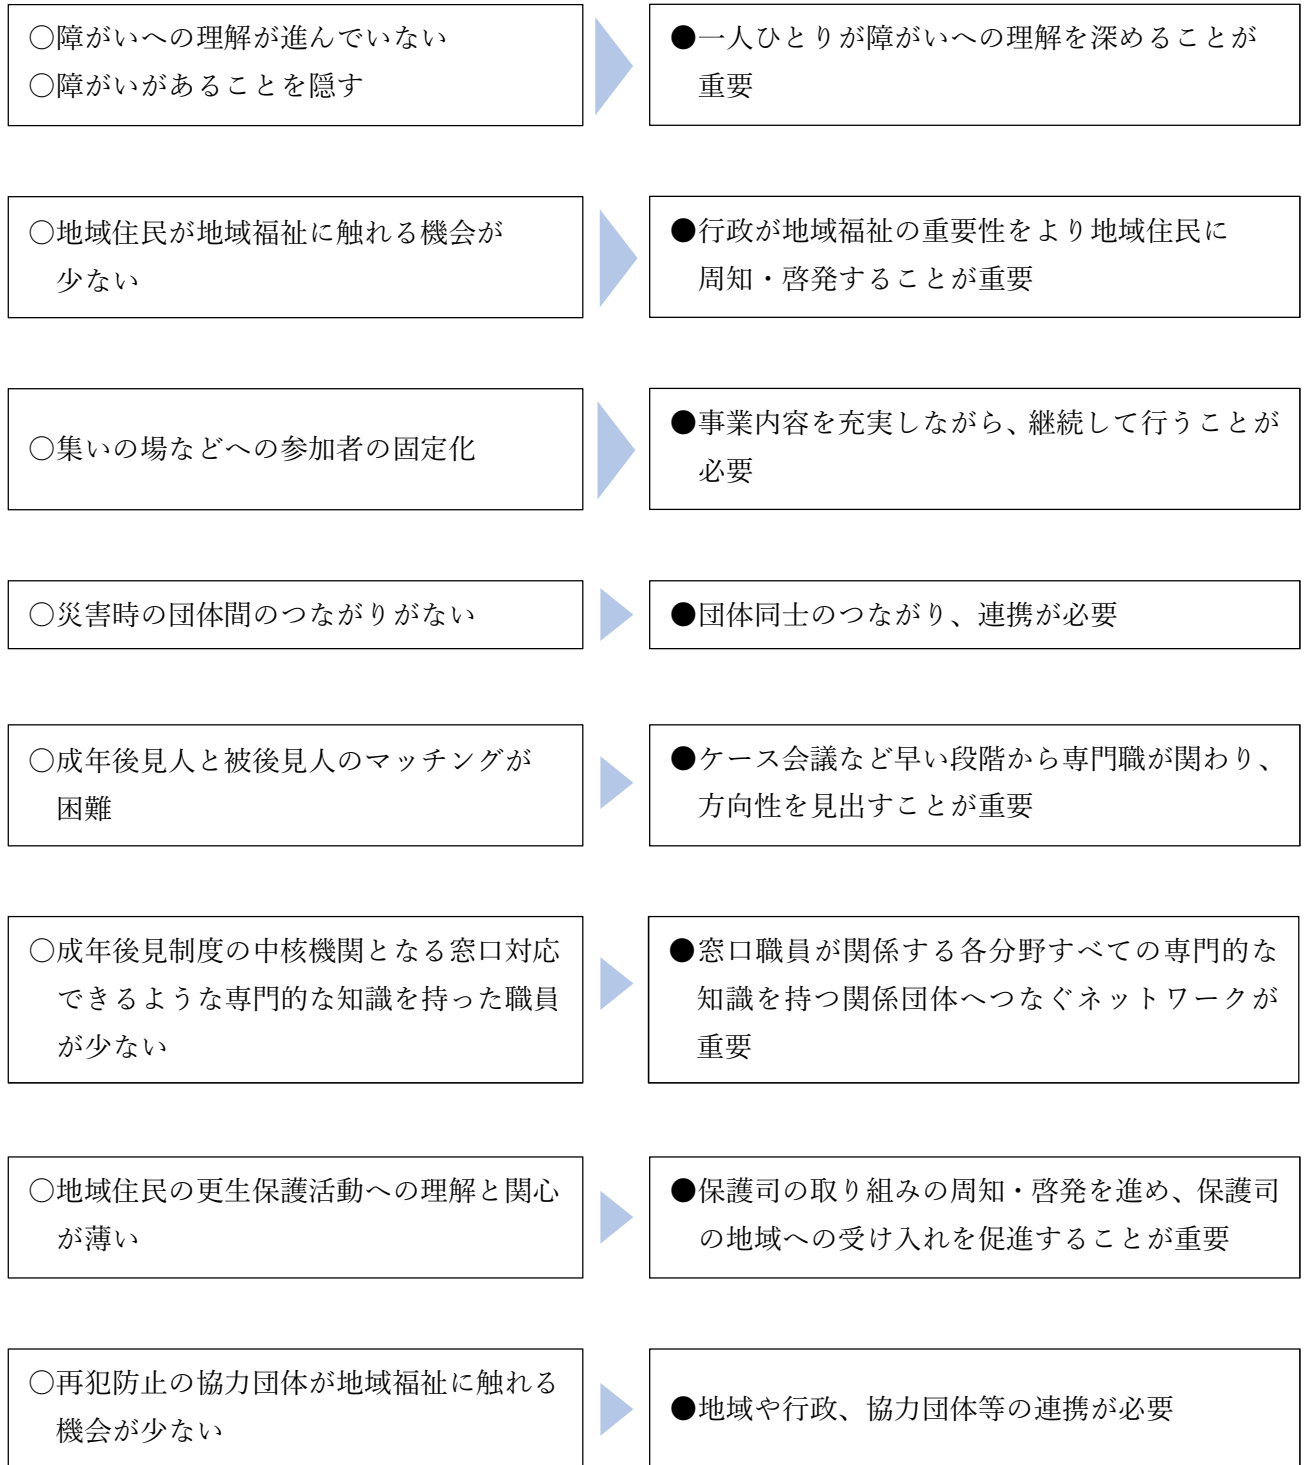 ○障がいへの理解が進んでいない
○障がいがあることを隠す
●一人ひとりが障がいへの理解を深めることが
重要
○地域住民が地域福祉に触れる機会が
少ない
●行政が地域福祉の重要性をより地域住民に
周知・啓発することが重要
○集いの場などへの参加者の固定化
●事業内容を充実しながら、継続して行うことが
必要
○災害時の団体間のつながりがない
●団体同士のつながり、連携が必要
○成年後見人と被後見人のマッチングが
困難
●ケース会議など早い段階から専門職が関わり、
方向性を見出すことが重要
○成年後見制度の中核機関となる窓口対応
できるような専門的な知識を持った職員
が少ない
●窓口職員が関係する各分野すべての専門的な
知識を持つ関係団体へつなぐネットワークが
重要
○地域住民の更生保護活動への理解と関心
が薄い
●保護司の取り組みの周知・啓発を進め、保護司
の地域への受け入れを促進することが重要
○再犯防止の協力団体が地域福祉に触れる
機会が少ない
●地域や行政、協力団体等の連携が必要